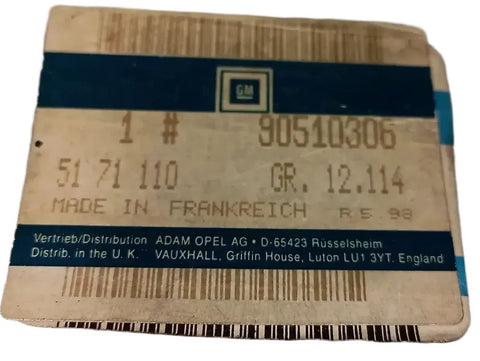 GM
1 # 90510306
51 71 110 GR. 12.114
MADE IN FRANKREICH R 5.98
Vertrieb/Distribution ADAM OPEL AG • D-65423 Rüsselsheim
Distrib. in the U. K. VAUXHALL, Griffin House, Luton LU1 3YT. England